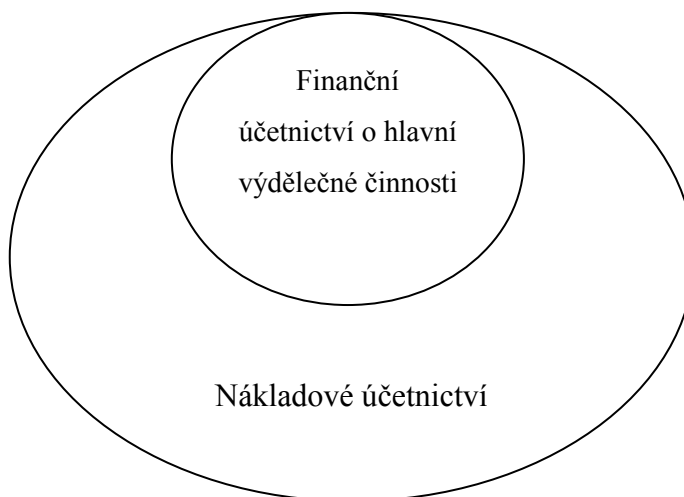 Finanční
účetnictví o hlavní
výdělečné činnosti
Nákladové účetnictví